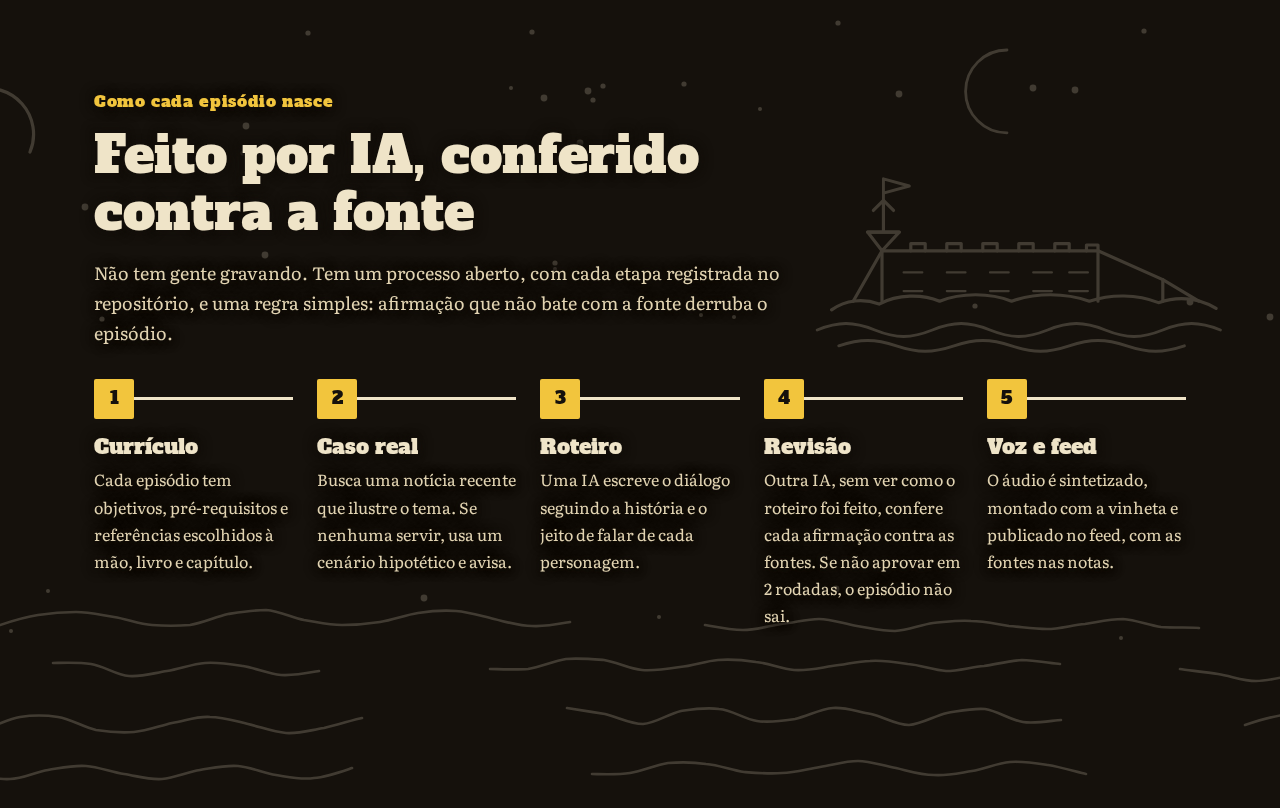 Como cada episódio nasce
Feito por IA, conferido
contra a fonte
Não tem gente gravando. Tem um processo aberto, com cada etapa registrada no
repositório, e uma regra simples: afirmação que não bate com a fonte derruba o
episódio.
1
Currículo
Cada episódio tem
objetivos, pré-requisitos e
referências escolhidos à
mão, livro e capítulo.
2
Caso real
Busca uma notícia recente
que ilustre o tema. Se
nenhuma servir, usa um
cenário hipotético e avisa.
3
Roteiro
Uma IA escreve o diálogo
seguindo a história e o
jeito de falar de cada
personagem.
4
Revisão
Outra IA, sem ver como o
roteiro foi feito, confere
cada afirmação contra as
fontes. Se não aprovar em
2 rodadas, o episódio não
sai.
5
Voz e feed
O áudio é sintetizado,
montado com a vinheta e
publicado no feed, com as
fontes nas notas.